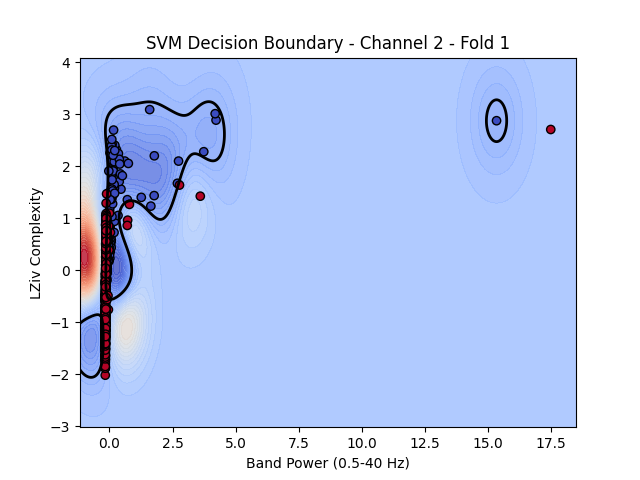 SVM Decision Boundary - Channel 2 - Fold 1
4
3
2
1
0
−1
−2
−3
LZiv Complexity
0.0 2.5 5.0 7.5 10.0 12.5 15.0 17.5
Band Power (0.5-40 Hz)